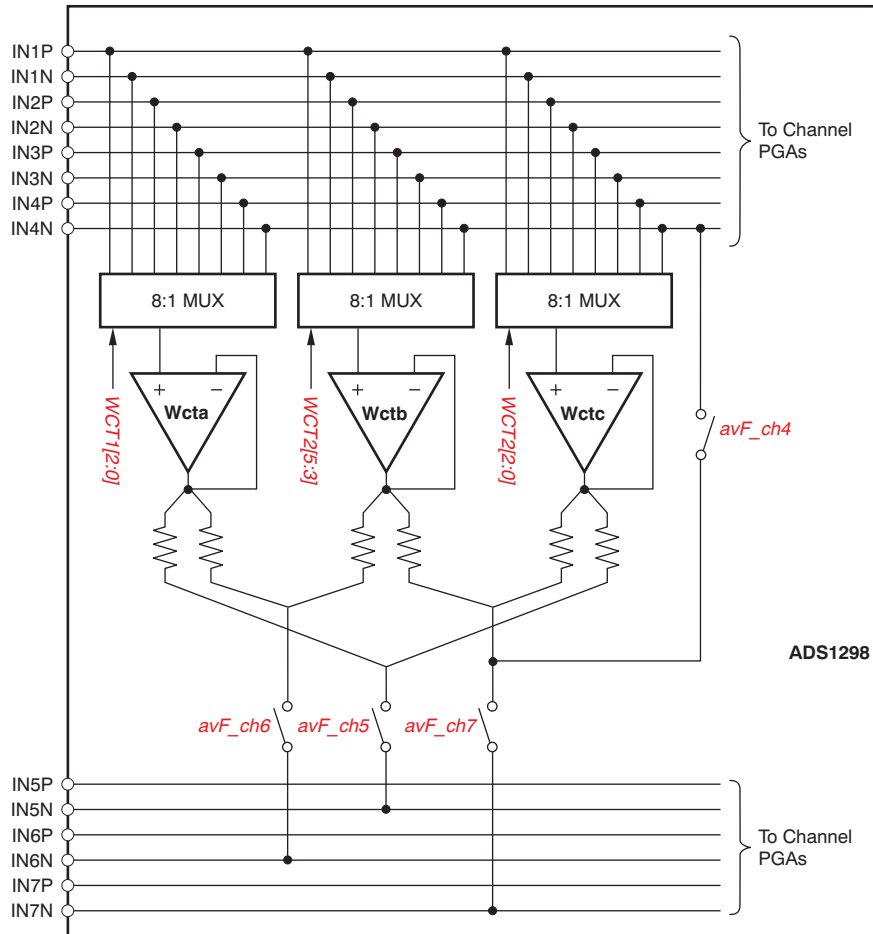 IN1P
IN1N
IN2P
IN2N
IN3P
IN3N
IN4P
IN4N
To Channel
PGAs
8:1 MUX
8:1 MUX
8:1 MUX
+ −
Wcta
WCT1[2:0]
+ −
Wctb
WCT2[5:3]
+ −
Wctc
WCT2[2:0]
avF_ch4
ADS1298
avF_ch6
avF_ch5
avF_ch7
IN5P
IN5N
IN6P
IN6N
IN7P
IN7N
To Channel
PGAs